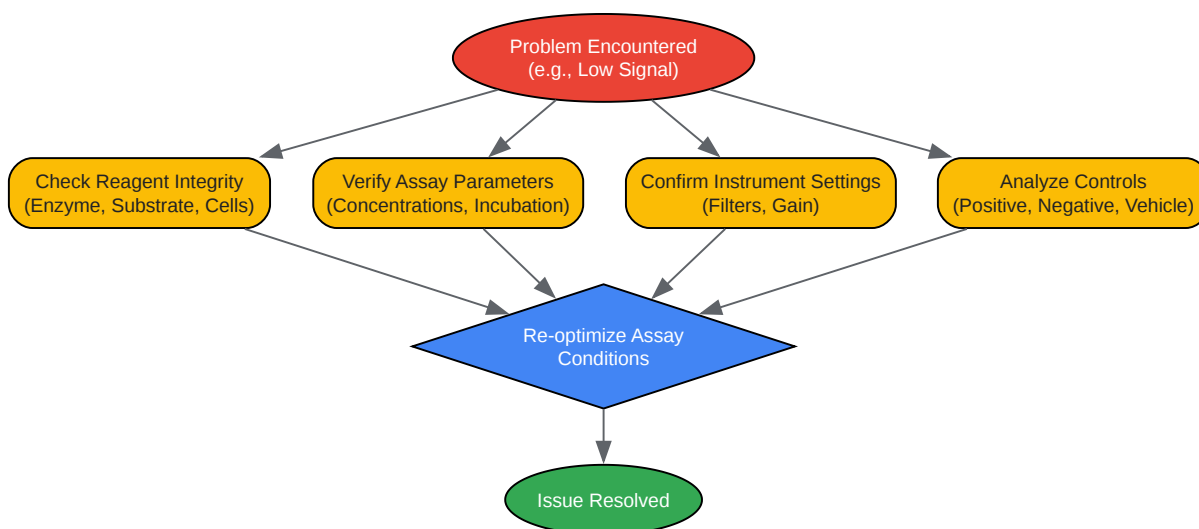 Problem Encountered
(e.g., Low Signal)
Check Reagent Integrity
(Enzyme, Substrate, Cells)
Verify Assay Parameters
(Concentrations, Incubation)
Confirm Instrument Settings
(Filters, Gain)
Analyze Controls
(Positive, Negative, Vehicle)
Re-optimize Assay
Conditions
Issue Resolved